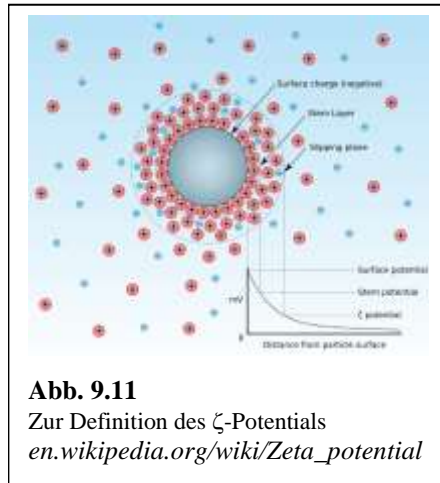 Surface charge (negative)
Stern Layer
Slipping plane
Surface potential
Stern potential
ζ potential
mV
0
Distance from particle surface
Abb. 9.11
Zur Definition des ζ-Potentials
en.wikipedia.org/wiki/Zeta_potential